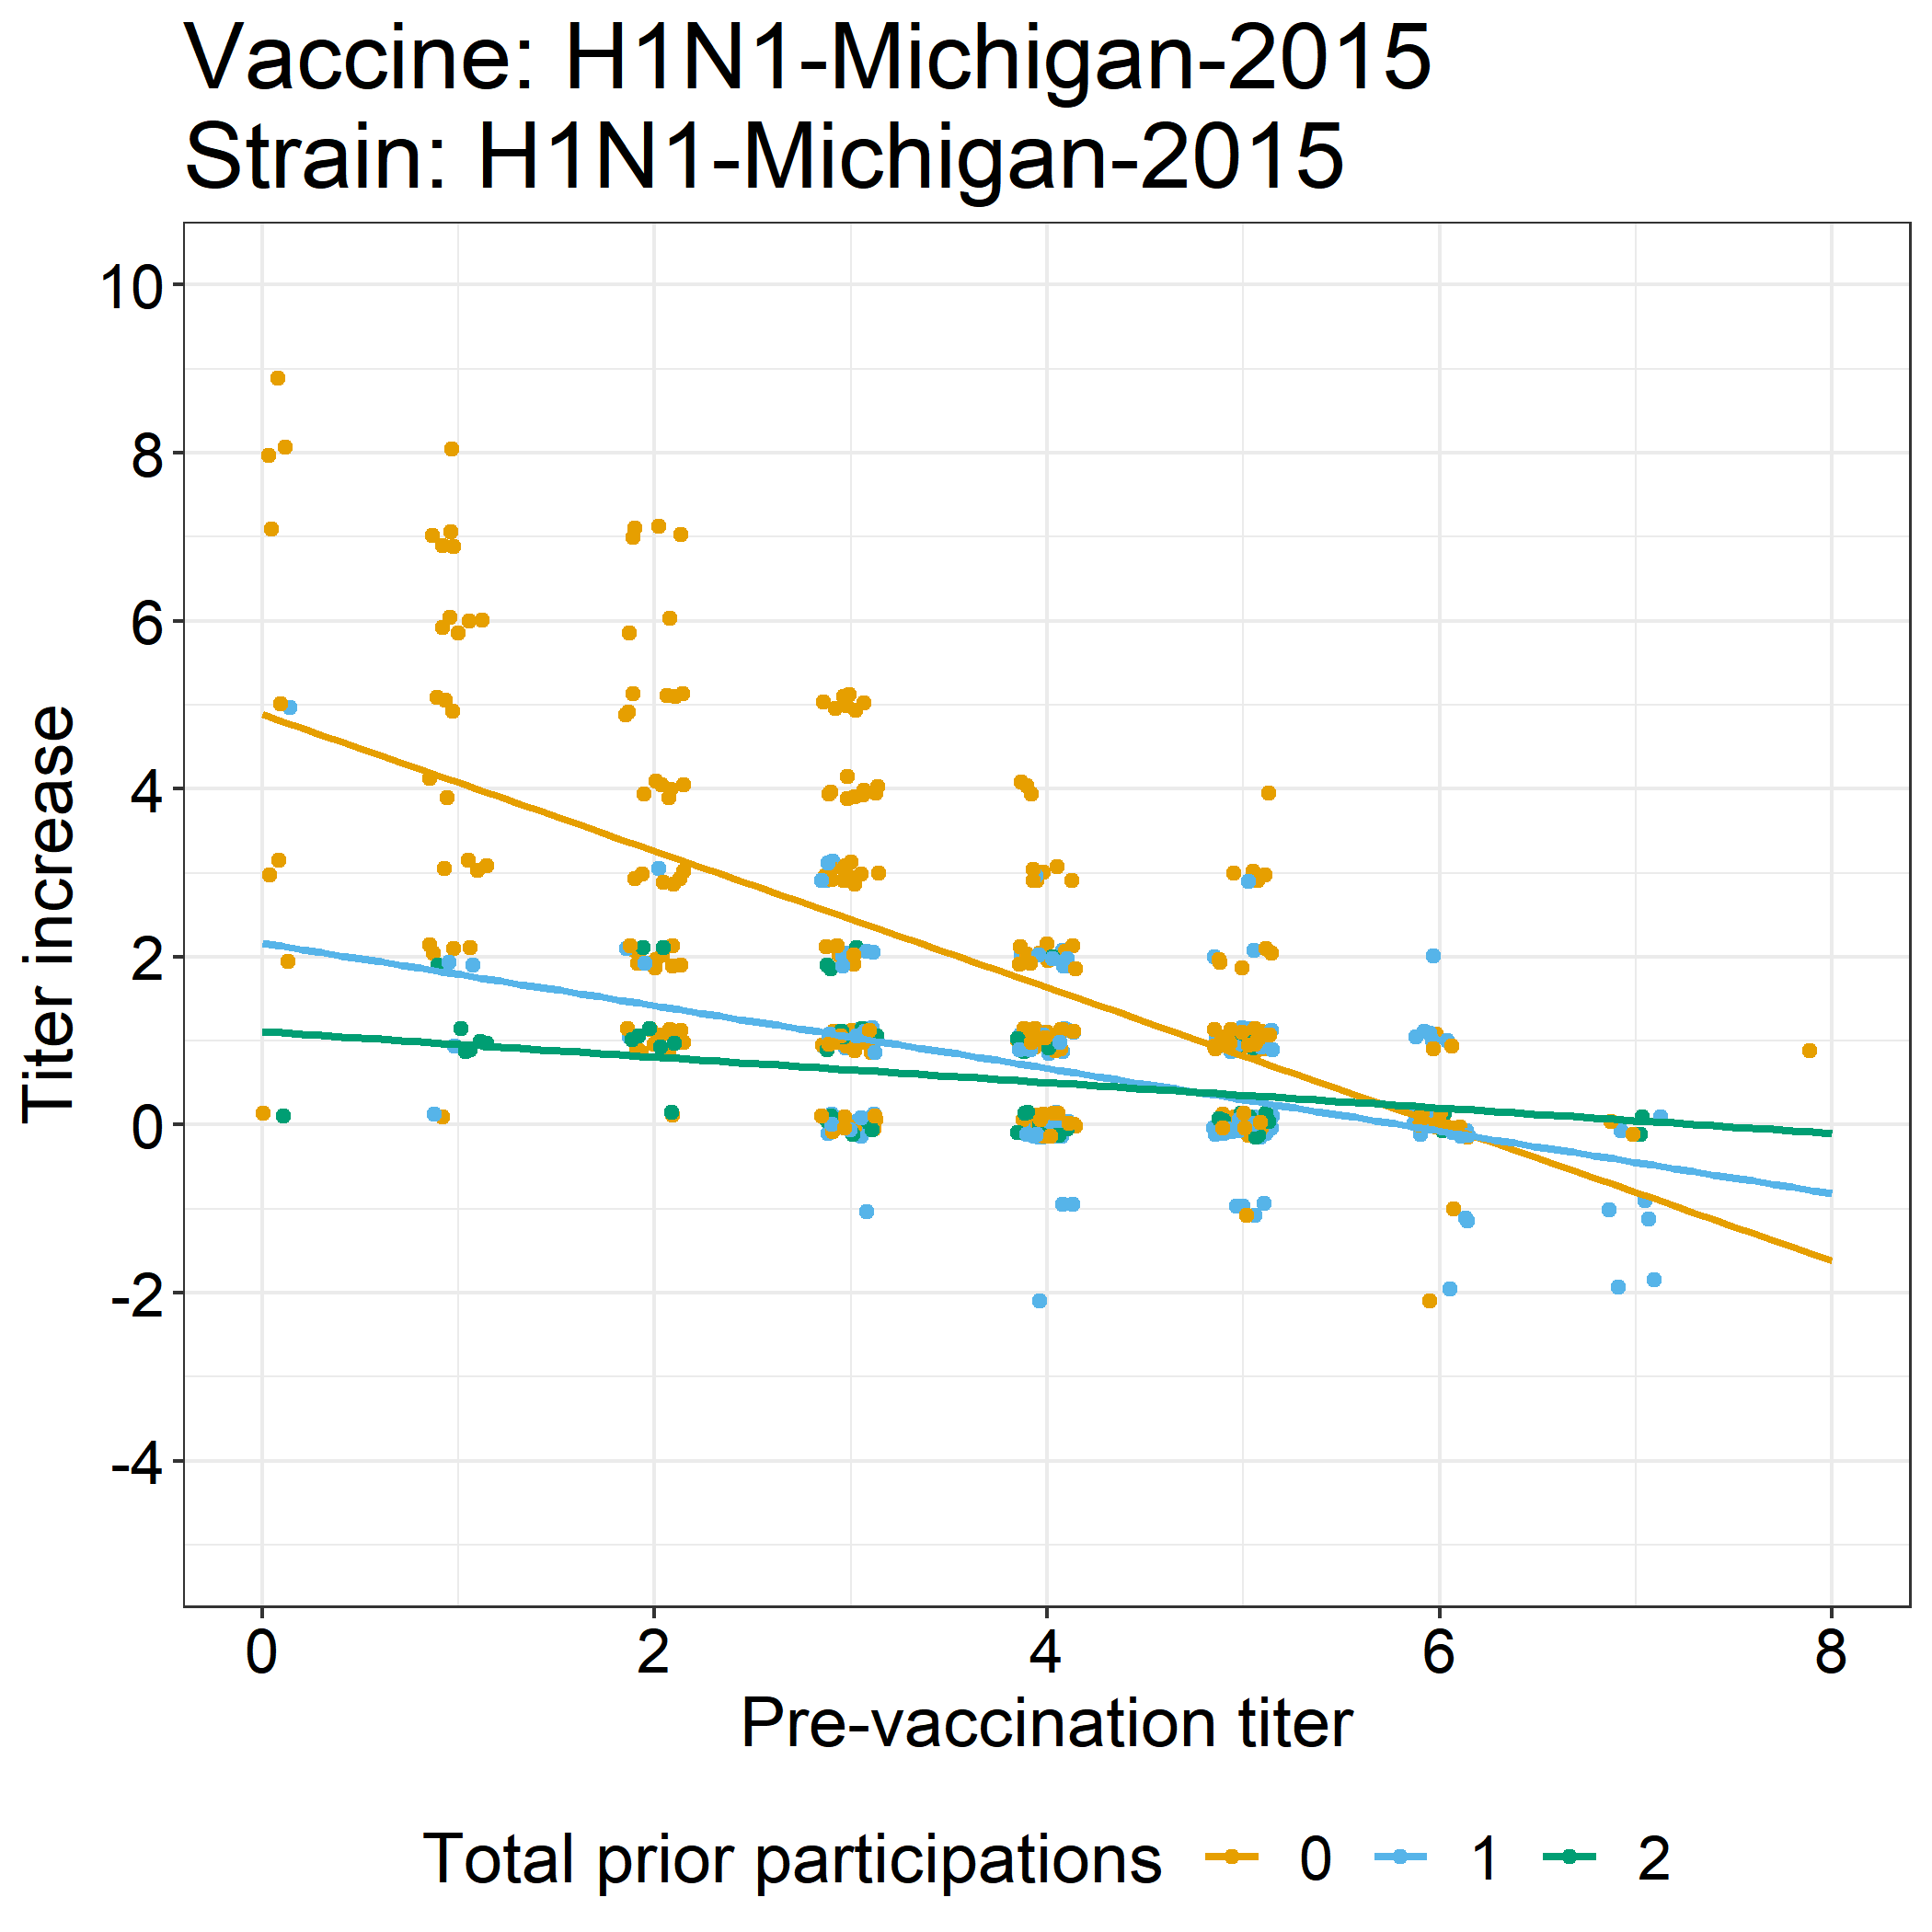 Vaccine: H1N1-Michigan-2015
Strain: H1N1-Michigan-2015
Titer increase
10
8
6
4
2
0
-2
-4
0 2 4 6 8
Pre-vaccination titer
Total prior participations 0 1 2